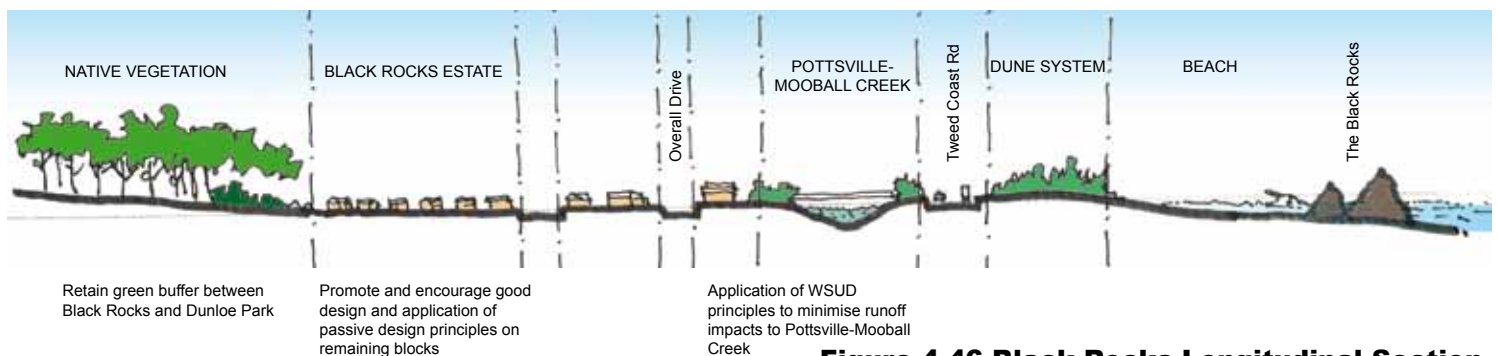 NATIVE VEGETATION
BLACK ROCKS ESTATE
Overall Drive
POTTSVILLE-
MOOBALL CREEK
Tweed Coast Rd
DUNE SYSTEM
BEACH
The Black Rocks
Retain green buffer between
Black Rocks and Dunloe Park
Promote and encourage good
design and application of
passive design principles on
remaining blocks
Application of WSUD
principles to minimise runoff
impacts to Pottsville-Mooball
Creek
Figure 4.46 Black Rocks Longitudinal Section